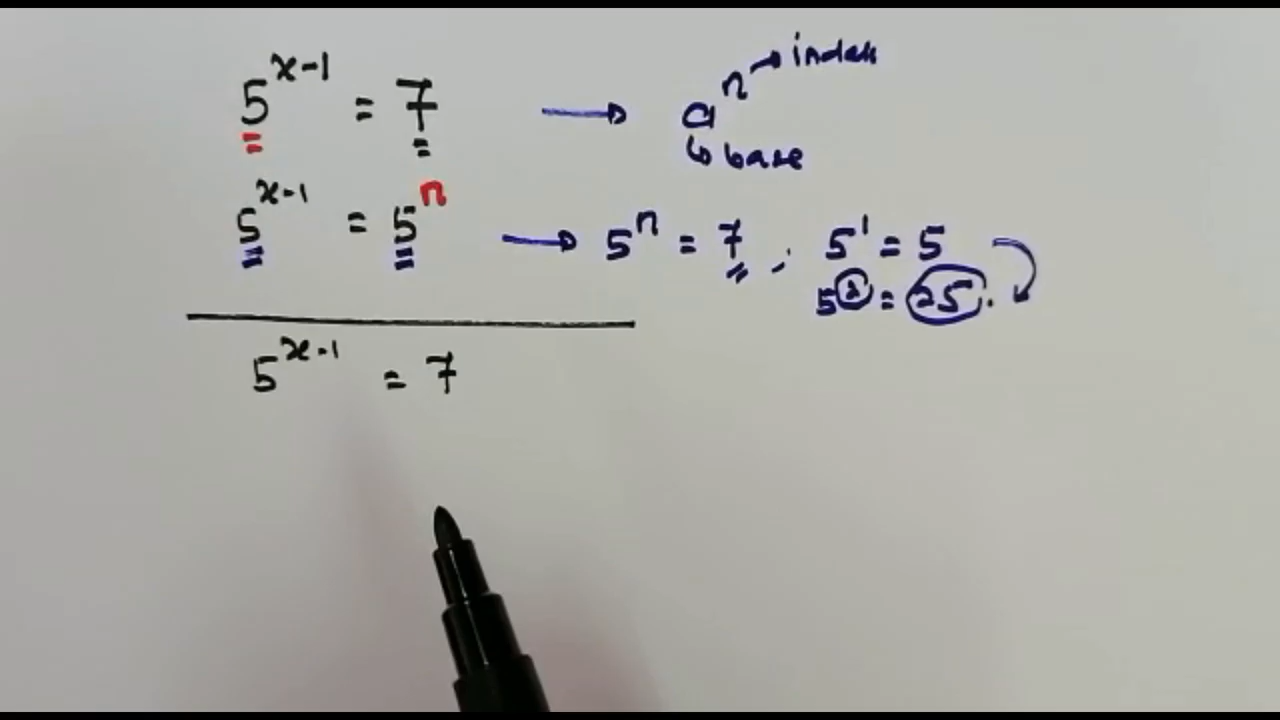 5^{x-1} = 7 → a^n → index
↳ base
5^{x-1} = 5^n → 5^n = 7 , 5^1 = 5
5^2 = 25.
5^{x-1} = 7